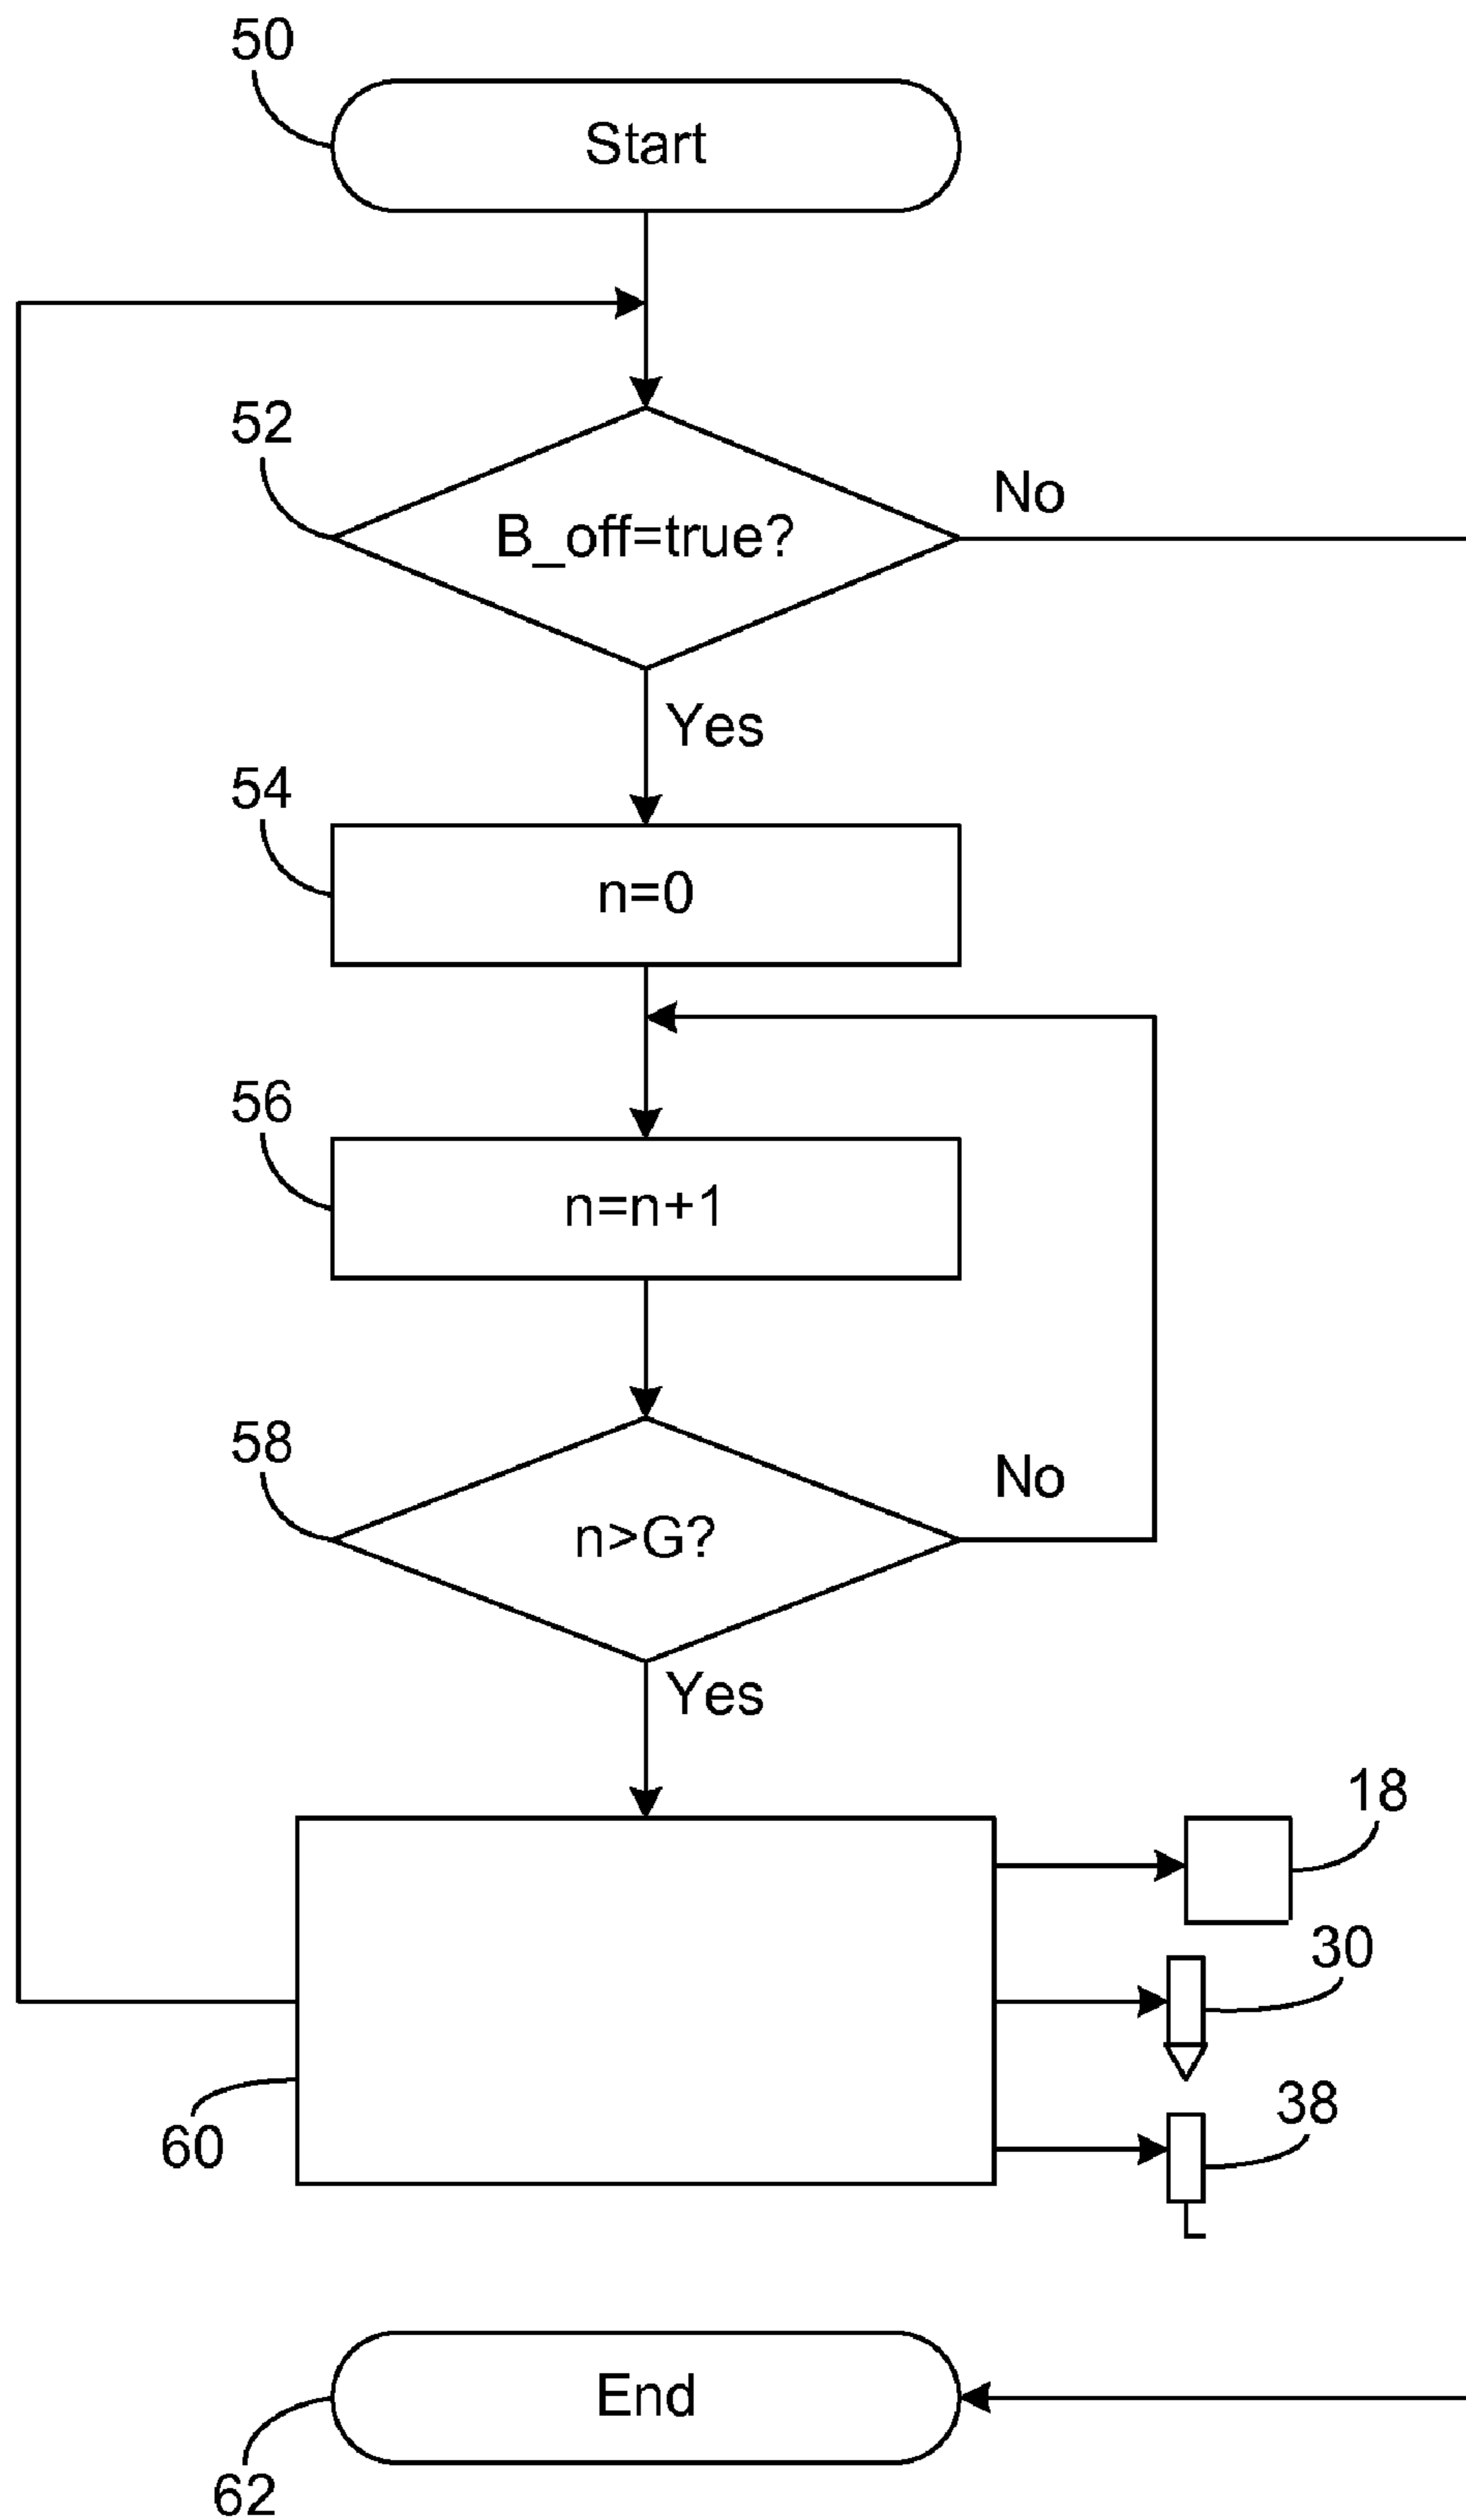 50
Start
52
B_off=true?
No
Yes
54
n=0
56
n=n+1
58
n>G?
No
Yes
18
30
38
60
End
62